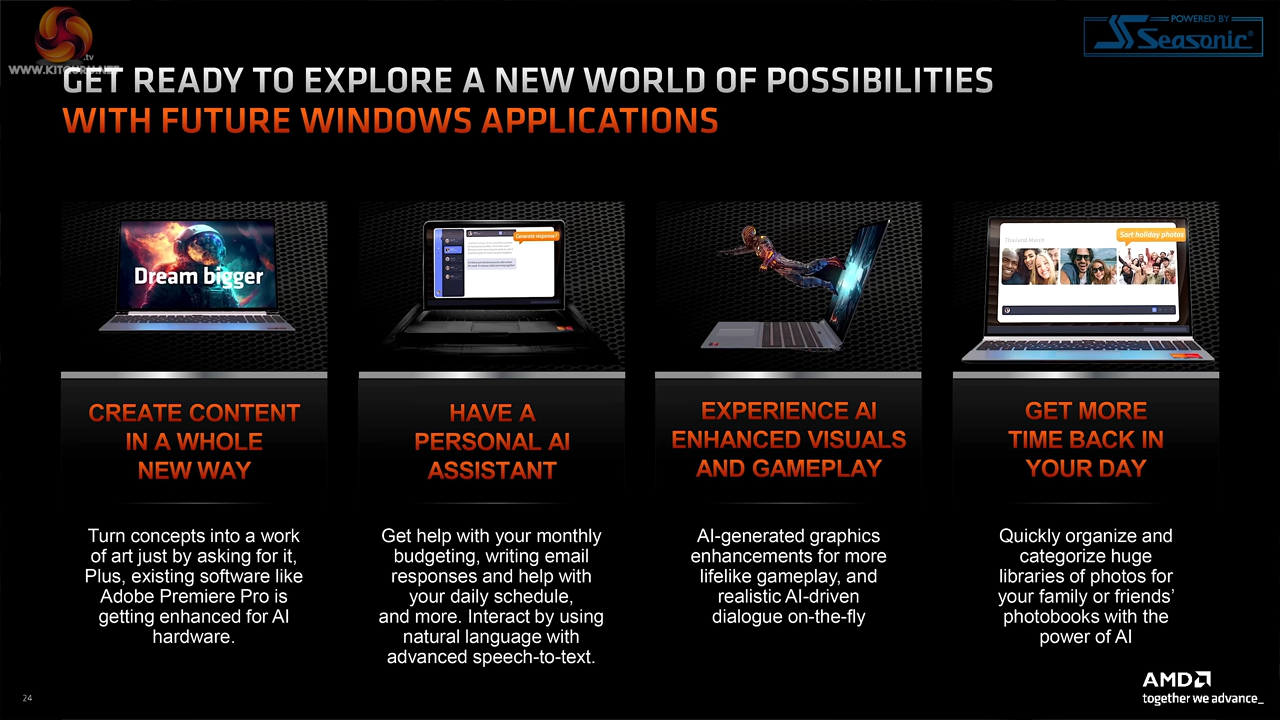 .tv
WWW.KITGURU.NET
POWERED BY
Seasonic®
GET READY TO EXPLORE A NEW WORLD OF POSSIBILITIES
WITH FUTURE WINDOWS APPLICATIONS
Dream bigger
Generate response?
Thailand March
Sort holiday photos
CREATE CONTENT
IN A WHOLE
NEW WAY
Turn concepts into a work
of art just by asking for it,
Plus, existing software like
Adobe Premiere Pro is
getting enhanced for AI
hardware.
HAVE A
PERSONAL AI
ASSISTANT
Get help with your monthly
budgeting, writing email
responses and help with
your daily schedule,
and more. Interact by using
natural language with
advanced speech-to-text.
EXPERIENCE AI
ENHANCED VISUALS
AND GAMEPLAY
AI-generated graphics
enhancements for more
lifelike gameplay, and
realistic AI-driven
dialogue on-the-fly
GET MORE
TIME BACK IN
YOUR DAY
Quickly organize and
categorize huge
libraries of photos for
your family or friends’
photobooks with the
power of AI
24
AMD
together we advance_